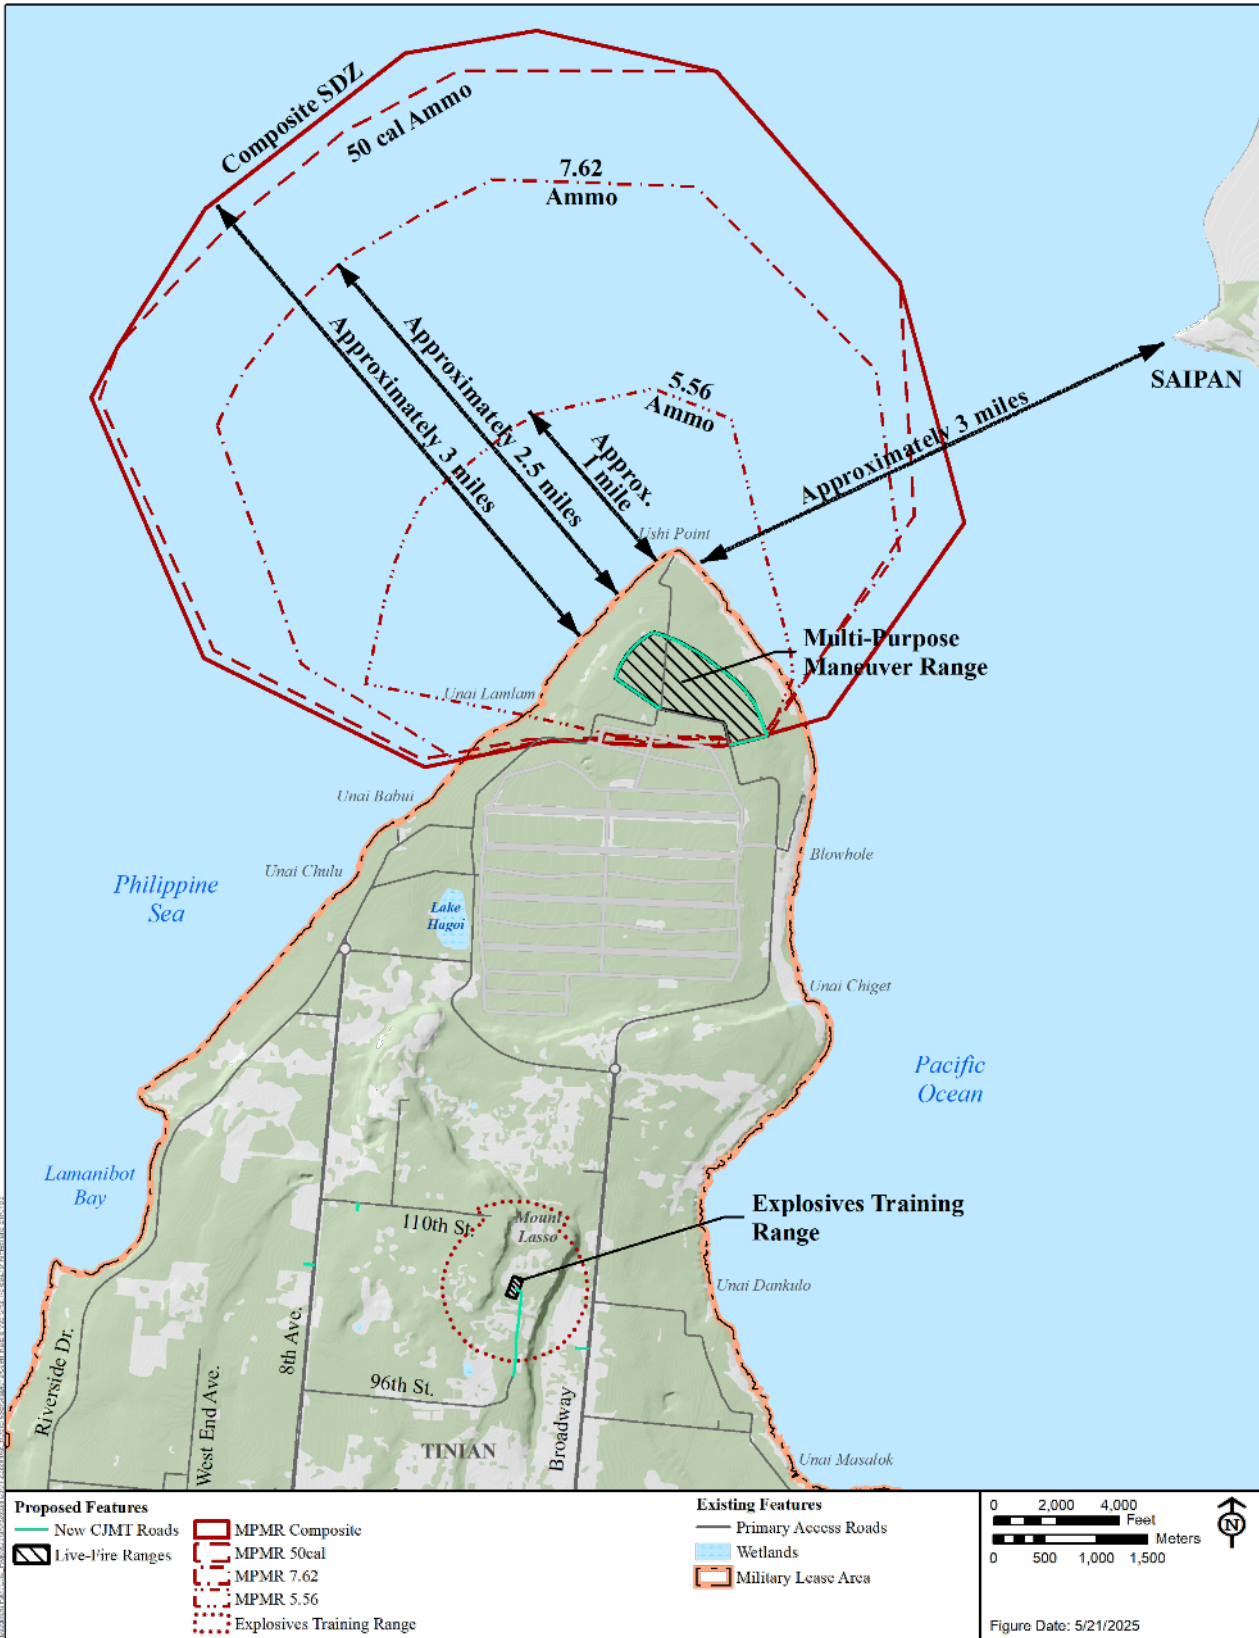 Composite SDZ
50 cal Ammo
7.62
Ammo
5.56
Ammo
Approximately 3 miles
Approximately 2.5 miles
Approx.
1 mile
Approximately 3 miles
SAIPAN
Ushi Point
Multi-Purpose
Maneuver Range
Unai Lamlam
Unai Babui
Unai Chulu
Blowhole
Philippine
Sea
Lake
Hagoi
Unai Chiget
Pacific
Ocean
Lamanibot
Bay
110th St.
Mount
Lasso
Explosives Training
Range
Unai Dankulo
Riverside Dr.
West End Ave.
8th Ave.
96th St.
Broadway
TINIAN
Unai Masalok
Proposed Features
New CJMT Roads
Live-Fire Ranges
MPMR Composite
MPMR 50cal
MPMR 7.62
MPMR 5.56
Explosives Training Range
Existing Features
Primary Access Roads
Wetlands
Military Lease Area
0 2,000 4,000
Feet
Meters
0 500 1,000 1,500
N
Figure Date: 5/21/2025